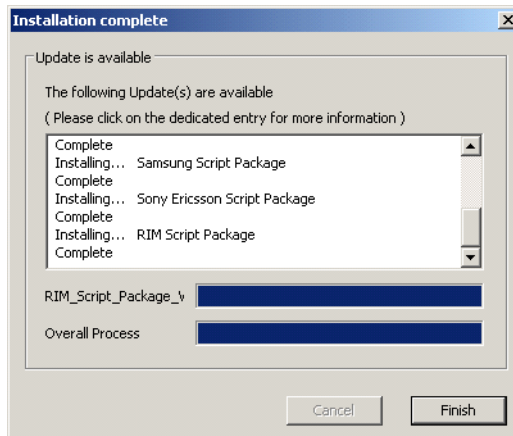 Installation complete
Update is available
The following Update(s) are available
( Please click on the dedicated entry for more information )
Complete
Installing... Samsung Script Package
Complete
Installing... Sony Ericsson Script Package
Complete
Installing... RIM Script Package
Complete
RIM_Script_Package_V
Overall Process
Cancel
Finish